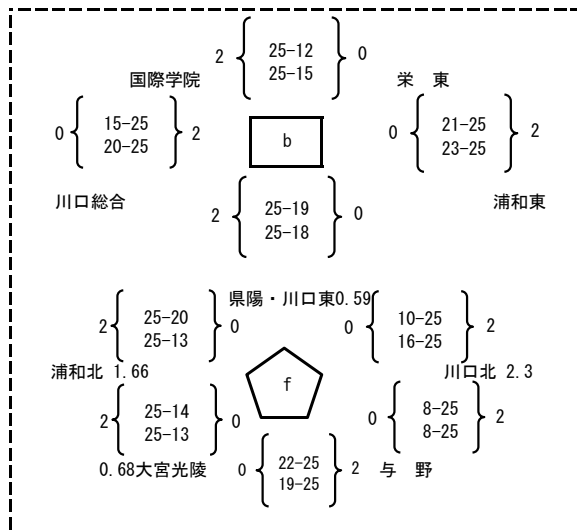 2 25-12 0
25-15
国際学院 栄 東
0 15-25 2 b 0 21-25 2
20-25 23-25
川口総合 浦和東
2 25-19 0
25-18
県陽・川口東0.59
2 25-20 0 0 10-25 2
25-13 16-25
浦和北 1.66 f 川口北 2.3
2 25-14 0 0 8-25 2
25-13 8-25
0.68大宮光陵 0 22-25 2 与 野
19-25